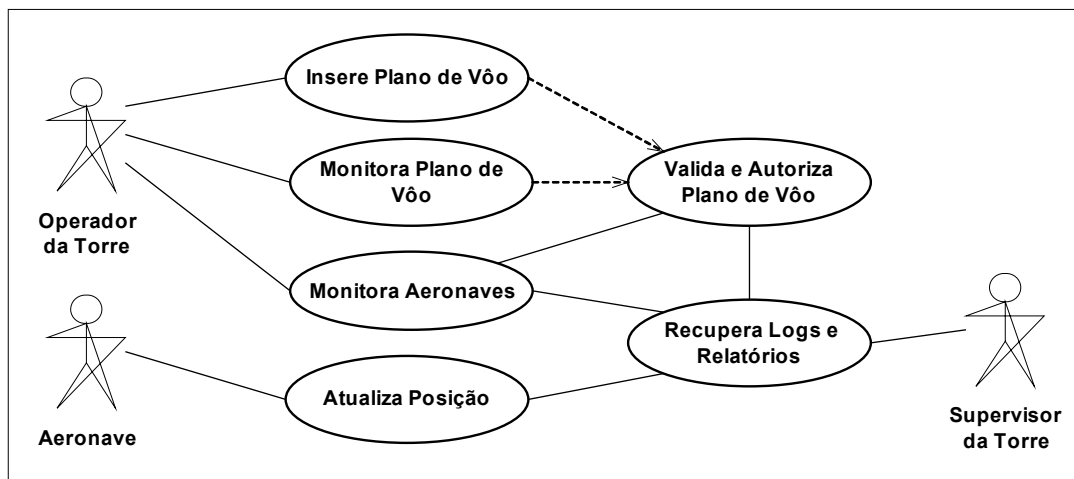 Insere Plano de Vôo
Monitora Plano de
Vôo
Valida e Autoriza
Plano de Vôo
Operador
da Torre
Monitora Aeronaves
Recupera Logs e
Relatórios
Atualiza Posição
Aeronave
Supervisor
da Torre